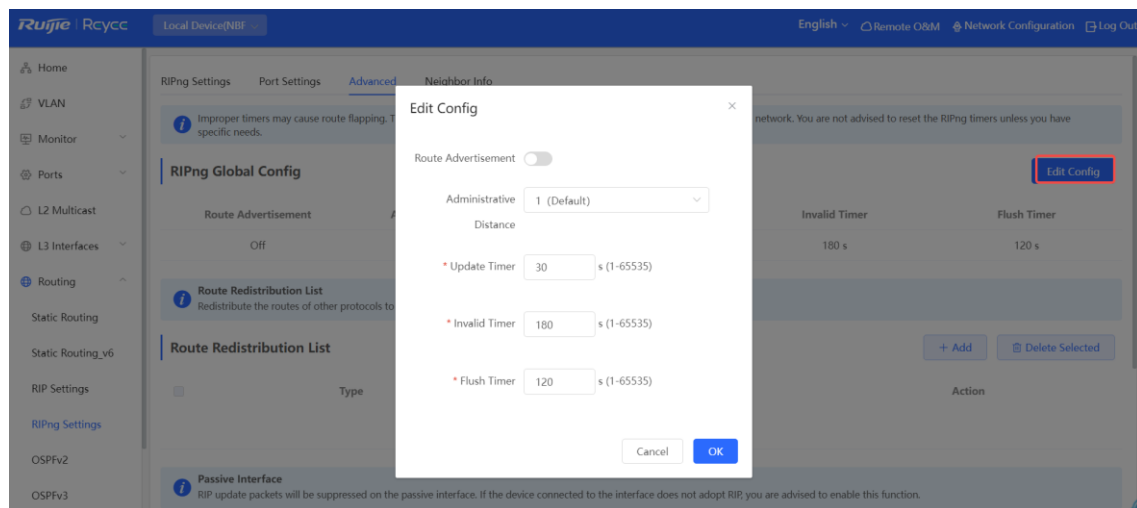 Ruijie | Rcycc
Local Device(NBF
English
Remote O&M
Network Configuration
Log Out
Home
VLAN
Monitor
Ports
L2 Multicast
L3 Interfaces
Routing
Static Routing
Static Routing_v6
RIP Settings
RIPng Settings
OSPFv2
OSPFv3
RIPng Settings
Port Settings
Advanced
Neighbor Info
Improper timers may cause route flapping. T
network. You are not advised to reset the RIPng timers unless you have
specific needs.
RIPng Global Config
Edit Config
Route Advertisement
A
Invalid Timer
Flush Timer
Off
180 s
120 s
Route Redistribution List
Redistribute the routes of other protocols to
Route Redistribution List
+ Add
Delete Selected
Type
Action
Passive Interface
RIP update packets will be suppressed on the passive interface. If the device connected to the interface does not adopt RIP, you are advised to enable this function.
Edit Config
×
Route Advertisement
Administrative
Distance
1 (Default)
* Update Timer 30 s (1-65535)
* Invalid Timer 180 s (1-65535)
* Flush Timer 120 s (1-65535)
Cancel
OK